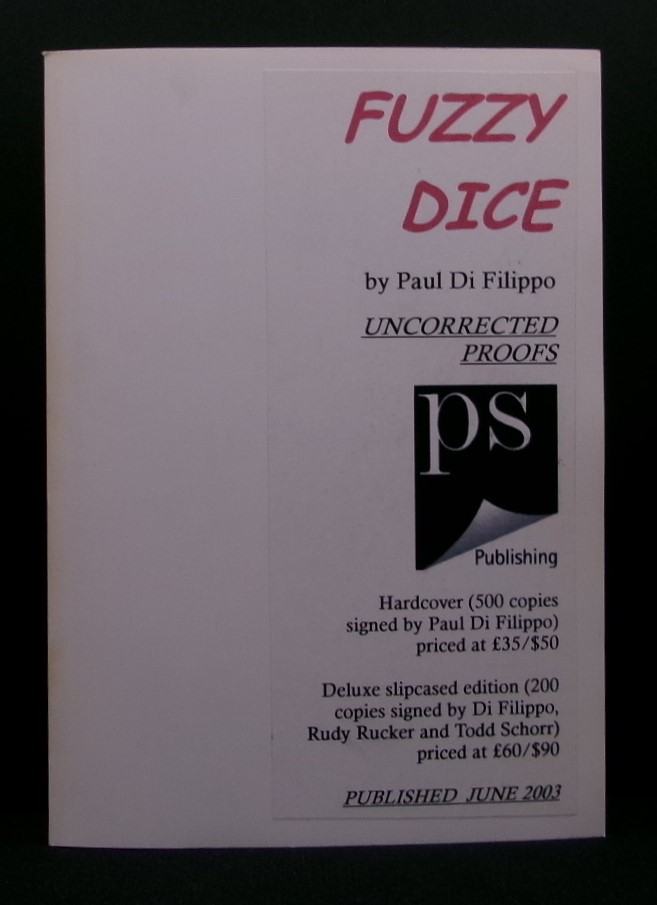 FUZZY
DICE
by Paul Di Filippo
UNCORRECTED
PROOFS
ps
Publishing
Hardcover (500 copies
signed by Paul Di Filippo)
priced at £35/$50
Deluxe slipcased edition (200
copies signed by Di Filippo,
Rudy Rucker and Todd Schorr)
priced at £60/$90
PUBLISHED JUNE 2003